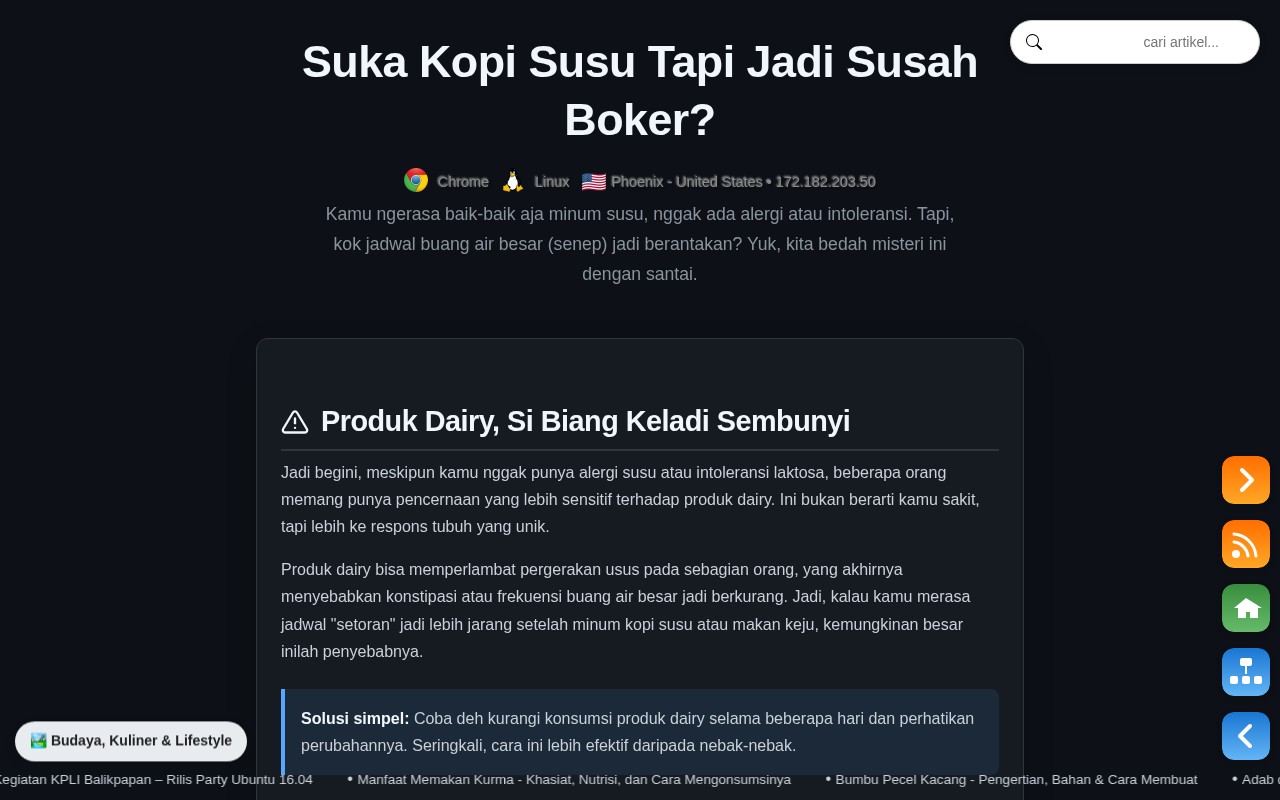 cari artikel...
Suka Kopi Susu Tapi Jadi Susah
Boker?
Chrome Linux Phoenix - United States • 172.182.203.50
Kamu ngerasa baik-baik aja minum susu, nggak ada alergi atau intoleransi. Tapi,
kok jadwal buang air besar (senep) jadi berantakan? Yuk, kita bedah misteri ini
dengan santai.
Produk Dairy, Si Biang Keladi Sembunyi
Jadi begini, meskipun kamu nggak punya alergi susu atau intoleransi laktosa, beberapa orang
memang punya pencernaan yang lebih sensitif terhadap produk dairy. Ini bukan berarti kamu sakit,
tapi lebih ke respons tubuh yang unik.
Produk dairy bisa memperlambat pergerakan usus pada sebagian orang, yang akhirnya
menyebabkan konstipasi atau frekuensi buang air besar jadi berkurang. Jadi, kalau kamu merasa
jadwal "setoran" jadi lebih jarang setelah minum kopi susu atau makan keju, kemungkinan besar
inilah penyebabnya.
Solusi simpel: Coba deh kurangi konsumsi produk dairy selama beberapa hari dan perhatikan
perubahannya. Seringkali, cara ini lebih efektif daripada nebak-nebak.
Budaya, Kuliner & Lifestyle
Kegiatan KPLI Balikpapan – Rilis Party Ubuntu 16.04 • Manfaat Memakan Kurma - Khasiat, Nutrisi, dan Cara Mengonsumsinya • Bumbu Pecel Kacang - Pengertian, Bahan & Cara Membuat • Adab